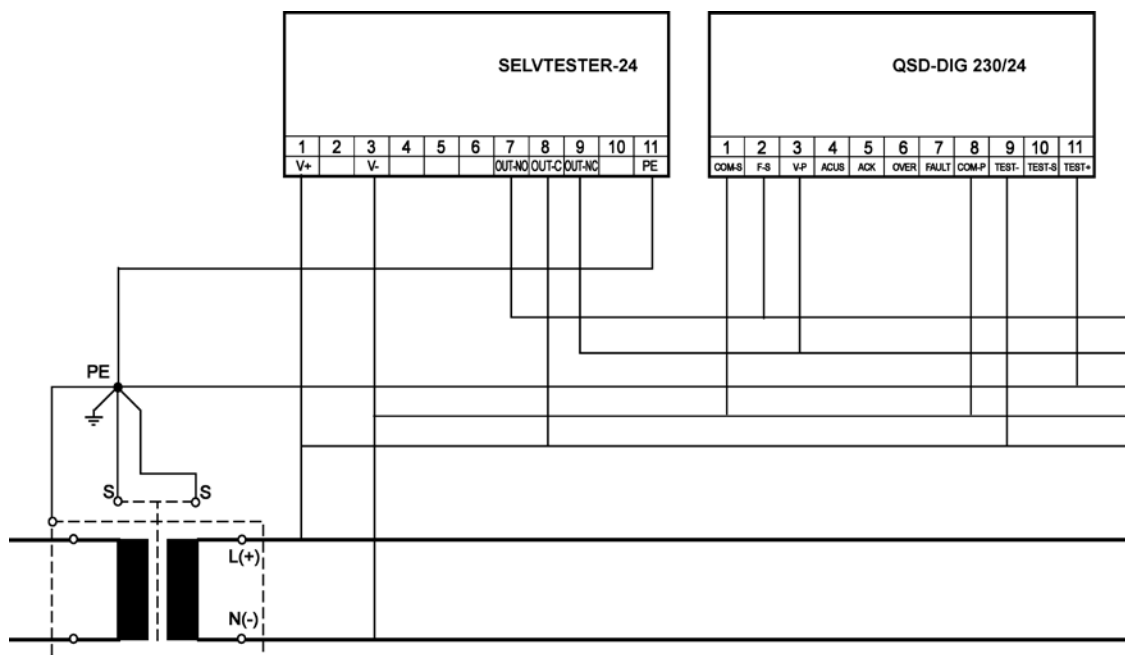 SELVTESTER-24
1 2 3 4 5 6 7 8 9 10 11
V+ V- OUT-NO OUT-C OUT-NC PE
QSD-DIG 230/24
1 2 3 4 5 6 7 8 9 10 11
COM-S F-S V-P ACUS ACK OVER FAULT COM-P TEST- TEST-S TEST+
PE
S S
L(+)
N(-)